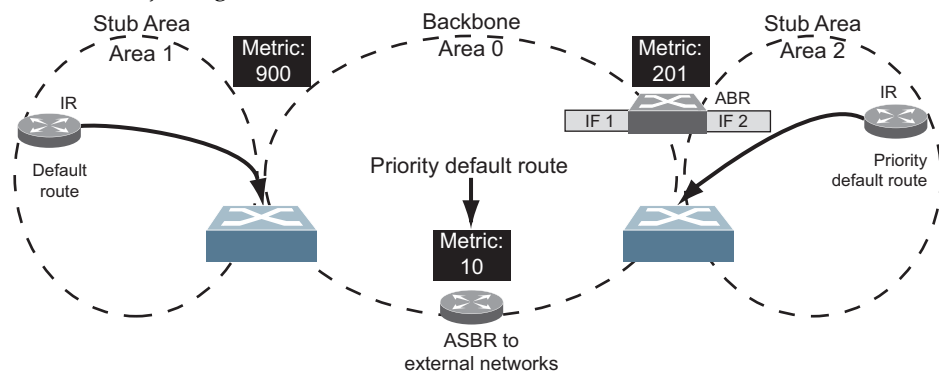 Stub Area
Area 1
Metric:
900
Backbone
Area 0
Metric:
201
Stub Area
Area 2
IR
ABR
IF 1
IF 2
IR
Default
route
Priority default route
Priority
default route
Metric:
10
ASBR to
external networks